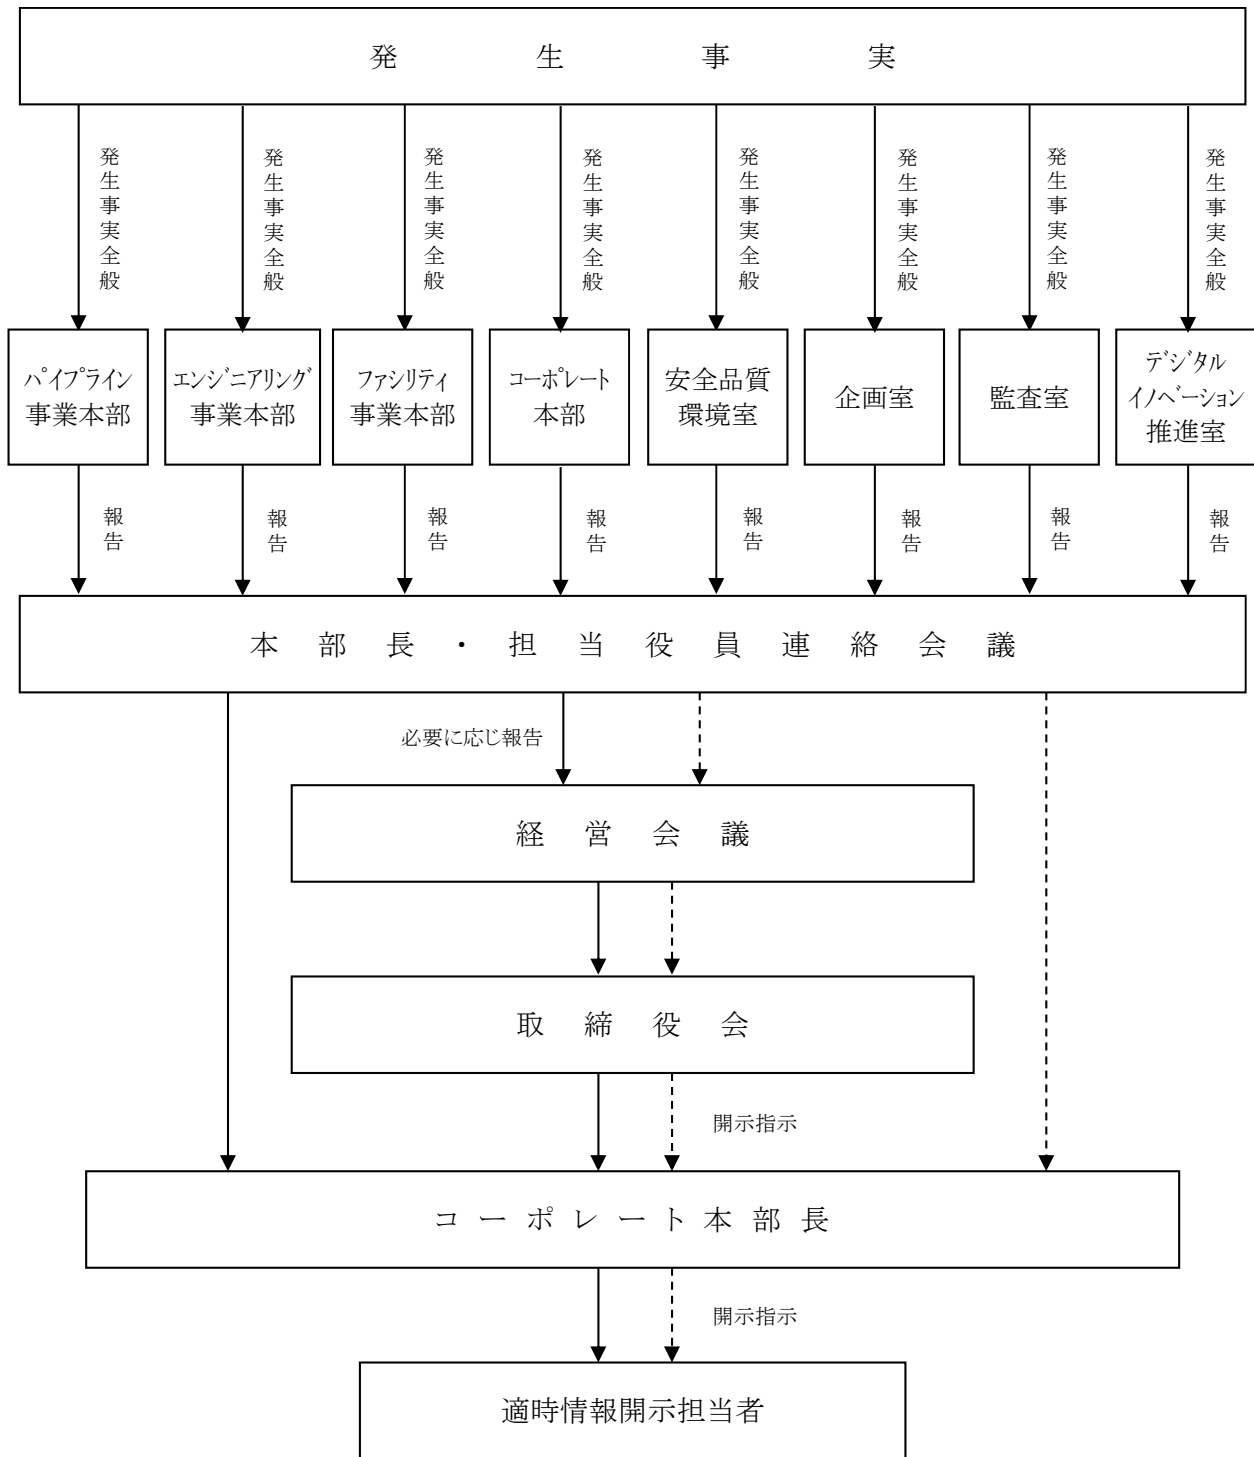 発生事実
発生事実全般
発生事実全般
発生事実全般
発生事実全般
発生事実全般
発生事実全般
発生事実全般
発生事実全般
パイプライン
事業本部
エンジニアリング
事業本部
ファシリティ
事業本部
コーポレート
本部
安全品質
環境室
企画室
監査室
デジタル
イノベーション
推進室
報告
報告
報告
報告
報告
報告
報告
報告
本部長・担当役員連絡会議
必要に応じ報告
経営会議
取締役会
開示指示
コーポレート本部長
開示指示
適時情報開示担当者